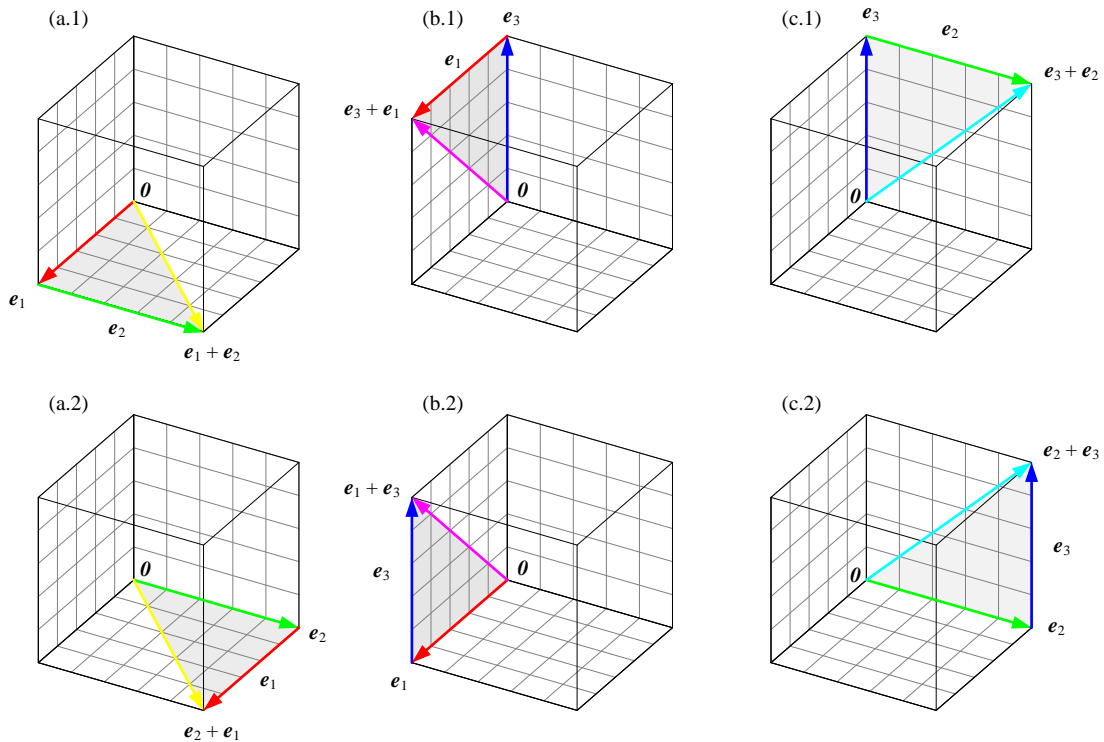 (a.1)
0
e₁
e₂
e₁ + e₂
(b.1)
e₃
e₁
e₃ + e₁
0
(c.1)
e₃
e₂
e₃ + e₂
0
(a.2)
0
e₂
e₁
e₂ + e₁
(b.2)
e₁ + e₃
e₃
0
e₁
(c.2)
e₂ + e₃
e₃
0
e₂